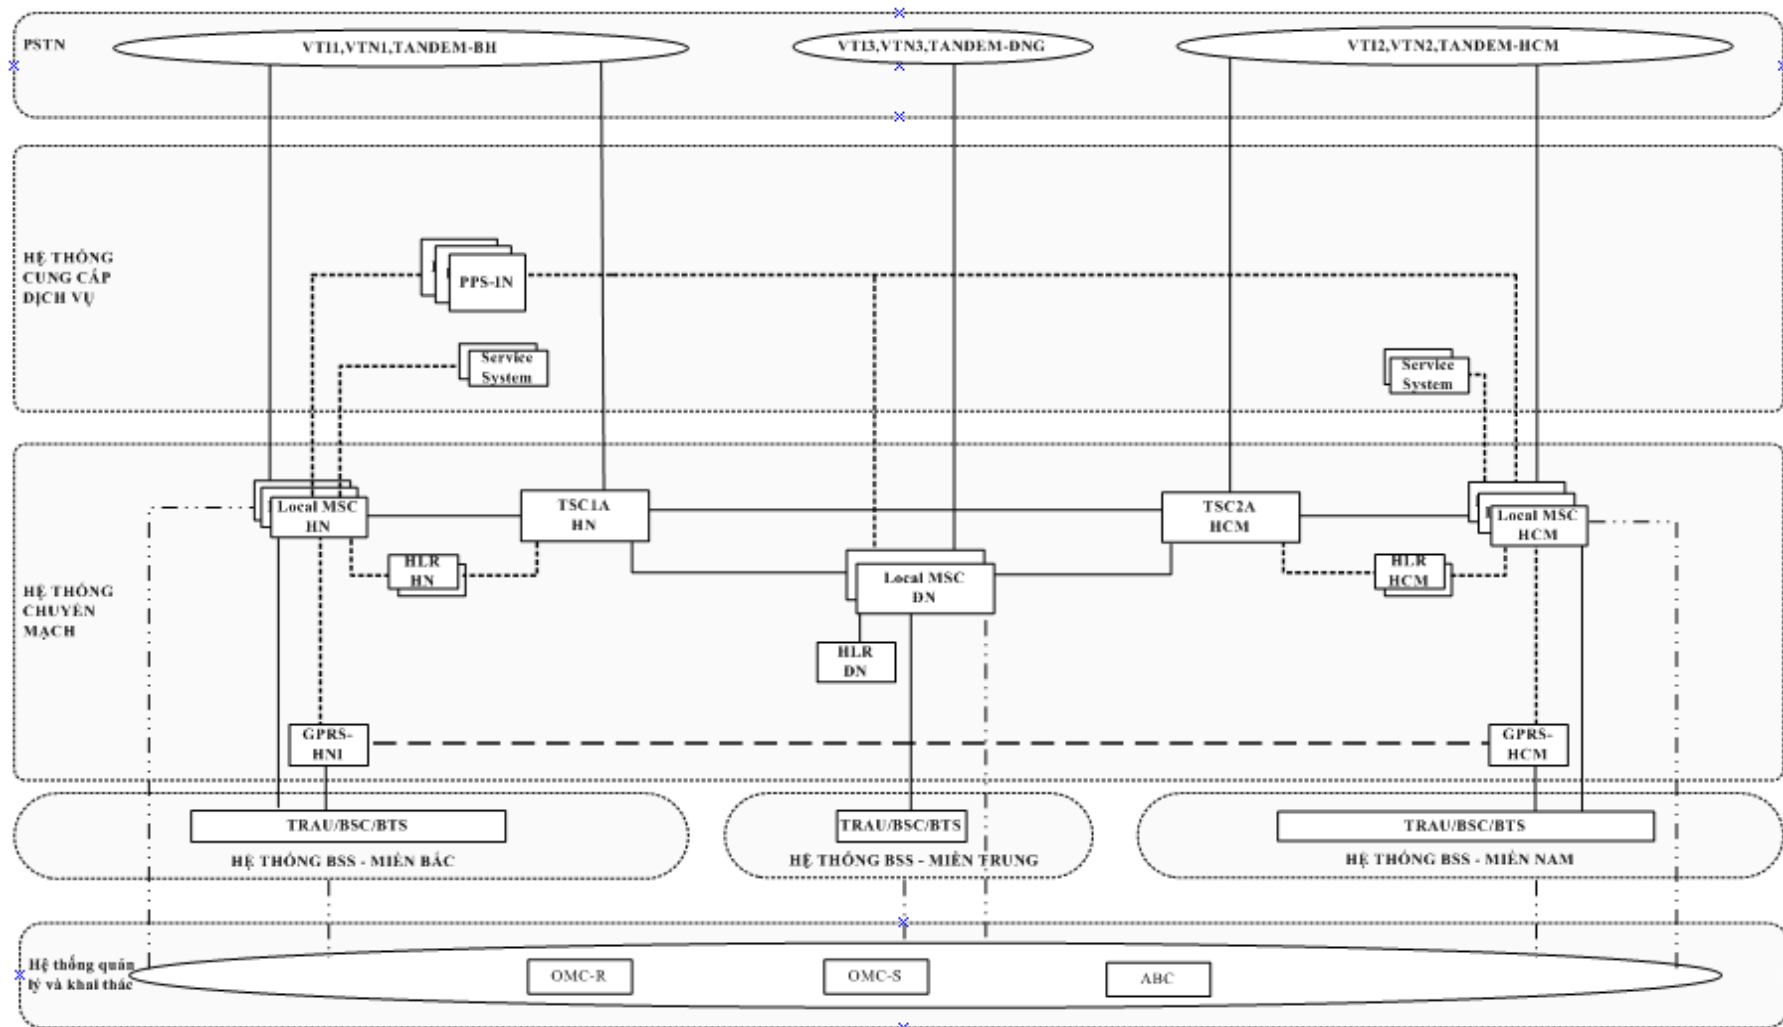 PSTN
VTI1,VTN1,TANDEM-BH
VTI3,VTN3,TANDEM-DNG
VTI2,VTN2,TANDEM-HCM
HỆ THỐNG
CUNG CẤP
DỊCH VỤ
PPS-IN
Service
System
Service
System
HỆ THỐNG
CHUYỂN
MẠCH
Local MSC
HN
TSC1A
HN
TSC2A
HCM
Local MSC
HCM
HLR
HN
Local MSC
DN
HLR
HCM
HLR
DN
GPRS-
HNI
GPRS-
HCM
TRAU/BSC/BTS
HỆ THỐNG BSS - MIỀN BẮC
TRAU/BSC/BTS
HỆ THỐNG BSS - MIỀN TRUNG
TRAU/BSC/BTS
HỆ THỐNG BSS - MIỀN NAM
Hệ thống quản
lý và khai thác
OMC-R
OMC-S
ABC